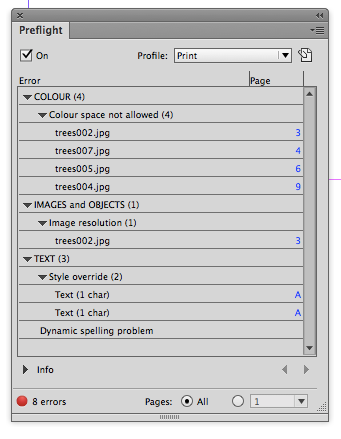 Preflight
On
Profile: Print
Error Page
COLOUR (4)
Colour space not allowed (4)
trees002.jpg 3
trees007.jpg 4
trees005.jpg 6
trees004.jpg 9
IMAGES and OBJECTS (1)
Image resolution (1)
trees002.jpg 3
TEXT (3)
Style override (2)
Text (1 char) A
Text (1 char) A
Dynamic spelling problem
Info
8 errors Pages: All 1